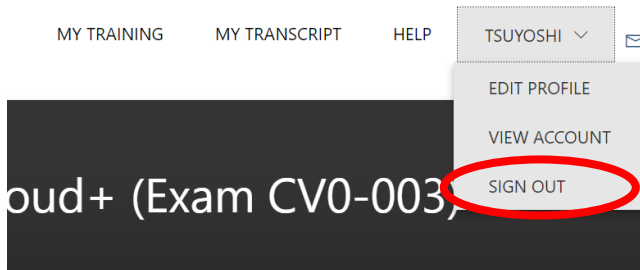 MY TRAINING MY TRANSCRIPT HELP TSUYOSHI
EDIT PROFILE
VIEW ACCOUNT
SIGN OUT
oud+ (Exam CV0-003)